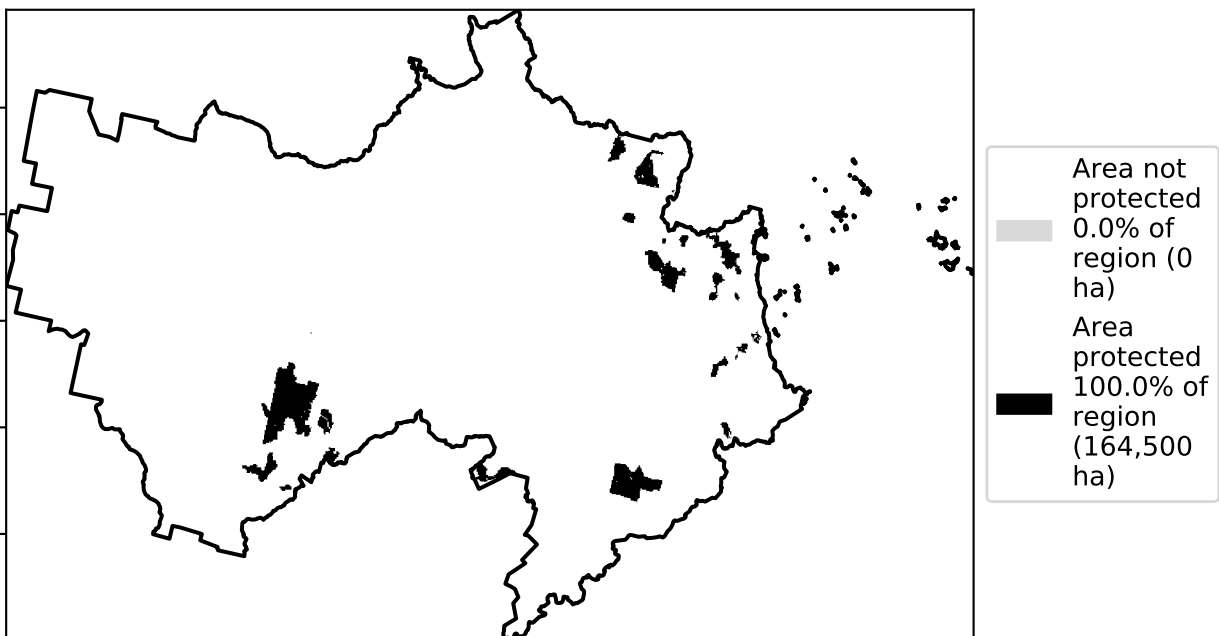 Area not
protected
0.0% of
region (0
ha)
Area
protected
100.0% of
region
(164,500
ha)